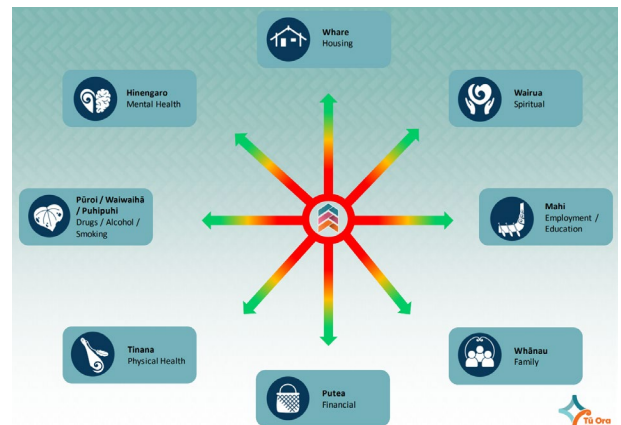 Whare
Housing
Hinengaro
Mental Health
Wairua
Spiritual
Pūroi / Waiwaihā
/ Puhipuhi
Drugs / Alcohol /
Smoking
Mahi
Employment /
Education
Tinana
Physical Health
Putea
Financial
Whānau
Family
Tū Ora